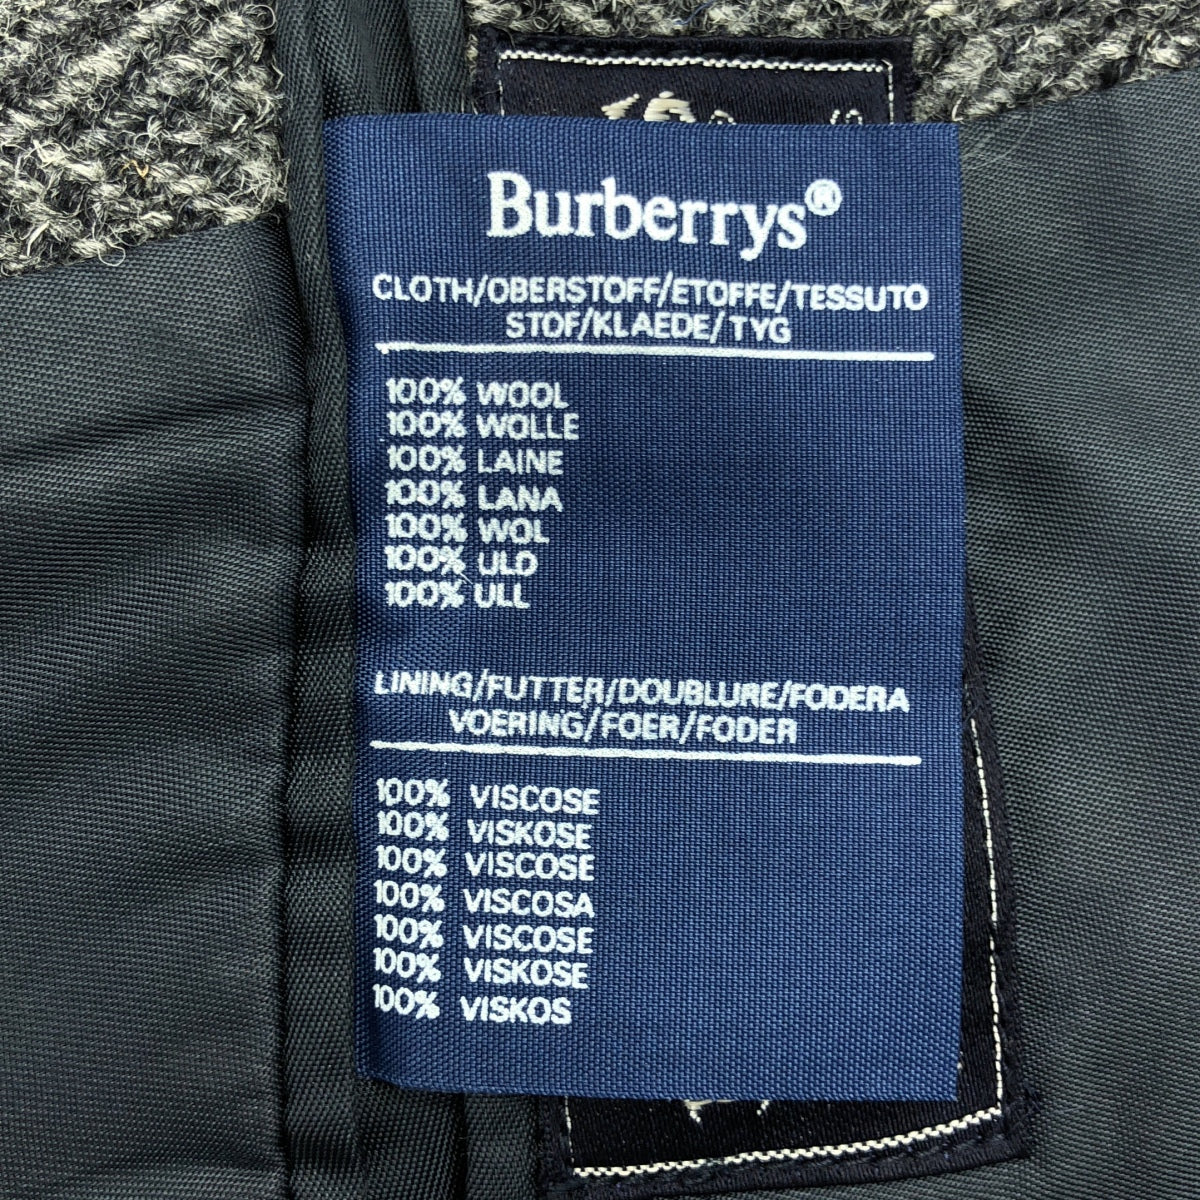 Burberrys®
CLOTH/OBERSTOFF/ETOFFE/TESSUTO
STOF/KLAEDE/TYG
100% WOOL
100% WOLLE
100% LAINE
100% LANA
100% WOL
100% ULD
100% ULL
LINING/FUTTER/DOUBLURE/FODERA
VOERING/FOER/FODER
100% VISCOSE
100% VISKOSE
100% VISCOSE
100% VISCOSA
100% VISCOSE
100% VISKOSE
100% VISKOS